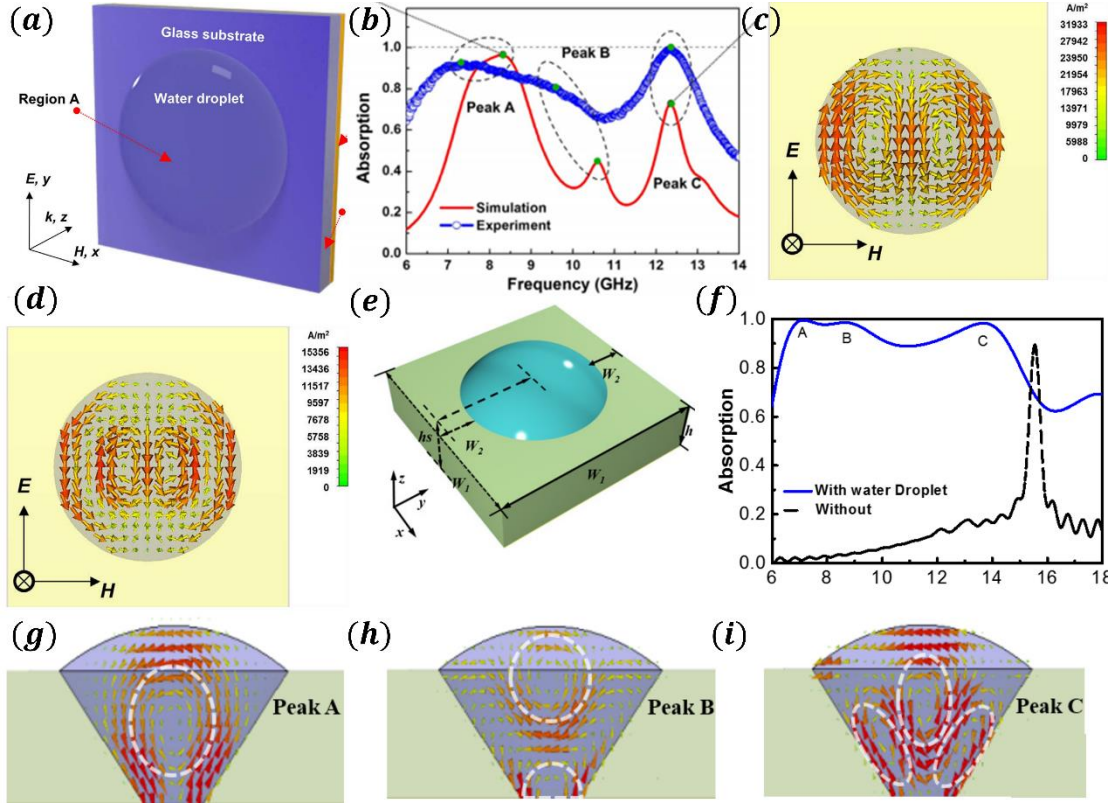 (a)
Glass substrate
Region A
Water droplet
E, y
k, z
H, x
(b)
Absorption
1.0
0.8
0.6
0.4
0.2
0.0
Peak A
Peak B
Peak C
Simulation
Experiment
6 7 8 9 10 11 12 13 14
Frequency (GHz)
(c)
A/m²
31933
27942
23950
19958
17963
13971
9979
5988
0
E
H
(d)
A/m²
15356
13436
11517
9597
7678
5758
3839
1919
0
E
H
(e)
W₂
hs
W₂
h
W₁
W₁
z
y
x
(f)
Absorption
1.0
0.8
0.6
0.4
0.2
0.0
A
B
C
With water Droplet
Without
6 8 10 12 14 16 18
(g)
Peak A
(h)
Peak B
(i)
Peak C